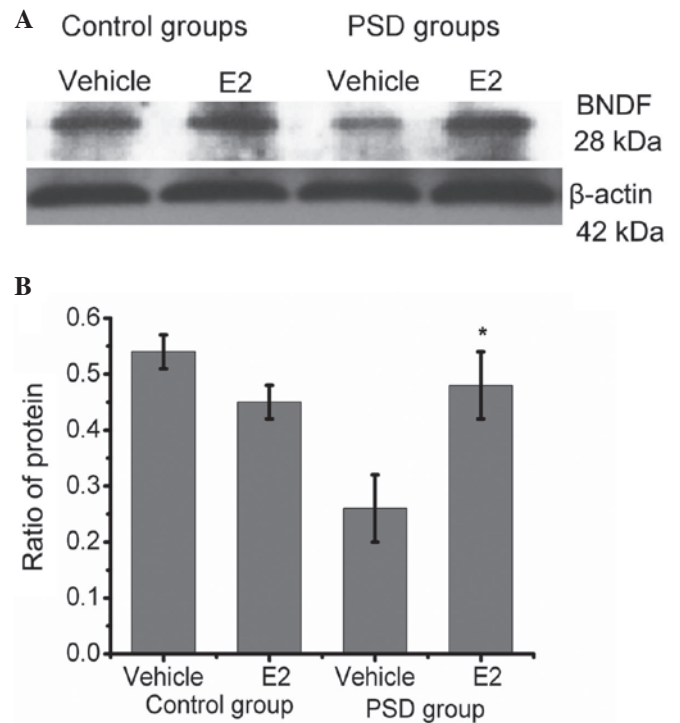 A
Control groups PSD groups
Vehicle E2 Vehicle E2
BNDF
28 kDa
β-actin
42 kDa
B
0.6
*
0.5
0.4
0.3
0.2
0.1
0.0
Ratio of protein
Vehicle E2 Vehicle E2
Control group PSD group